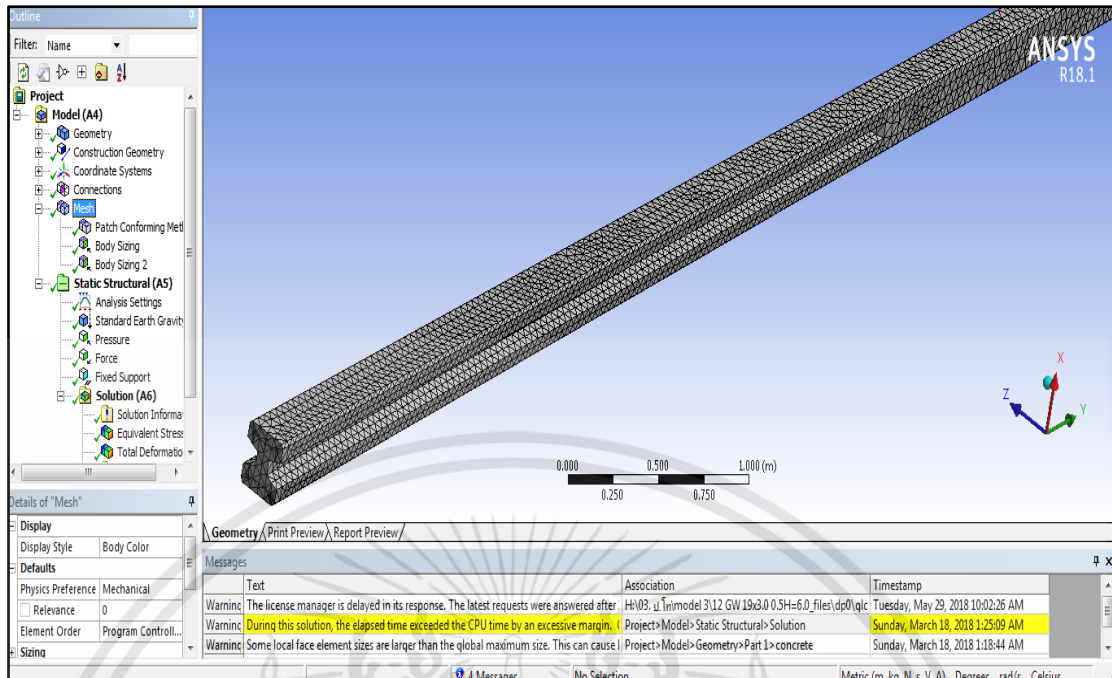 Outline
Filter: Name
Project
Model (A4)
Geometry
Construction Geometry
Coordinate Systems
Connections
Mesh
Patch Conforming Met
Body Sizing
Body Sizing 2
Static Structural (A5)
Analysis Settings
Standard Earth Gravity
Pressure
Force
Fixed Support
Solution (A6)
Solution Informa
Equivalent Stress
Total Deformatio
Details of "Mesh"
Display
Display Style Body Color
Defaults
Physics Preference Mechanical
Relevance 0
Element Order Program Controll...
Sizing
ANSYS
R18.1
X
Z
Y
0.000 0.500 1.000 (m)
0.250 0.750
Geometry Print Preview Report Preview
Messages
Text Association Timestamp
Warning The license manager is delayed in its response. The latest requests were answered after Tuesday, May 29, 2018 10:02:26 AM
Warning During this solution, the elapsed time exceeded the CPU time by an excessive margin. Project>Model>Static Structural>Solution Sunday, March 18, 2018 1:25:09 AM
Warning Some local face element sizes are larger than the global maximum size. This can cause Project>Model>Geometry>Part 1>concrete Sunday, March 18, 2018 1:18:44 AM
4 Messages No Selection Metric (m, kg, N, s, V, A) Degrees rad/s Celsius